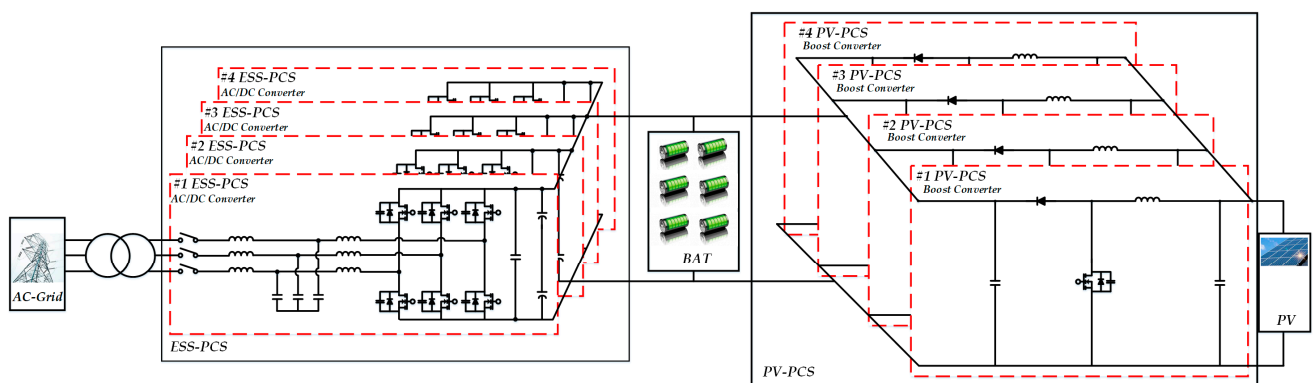 #4 ESS-PCS
AC/DC Converter
#3 ESS-PCS
AC/DC Converter
#2 ESS-PCS
AC/DC Converter
#1 ESS-PCS
AC/DC Converter
AC-Grid
ESS-PCS
BAT
#4 PV-PCS
Boost Converter
#3 PV-PCS
Boost Converter
#2 PV-PCS
Boost Converter
#1 PV-PCS
Boost Converter
PV
PV-PCS